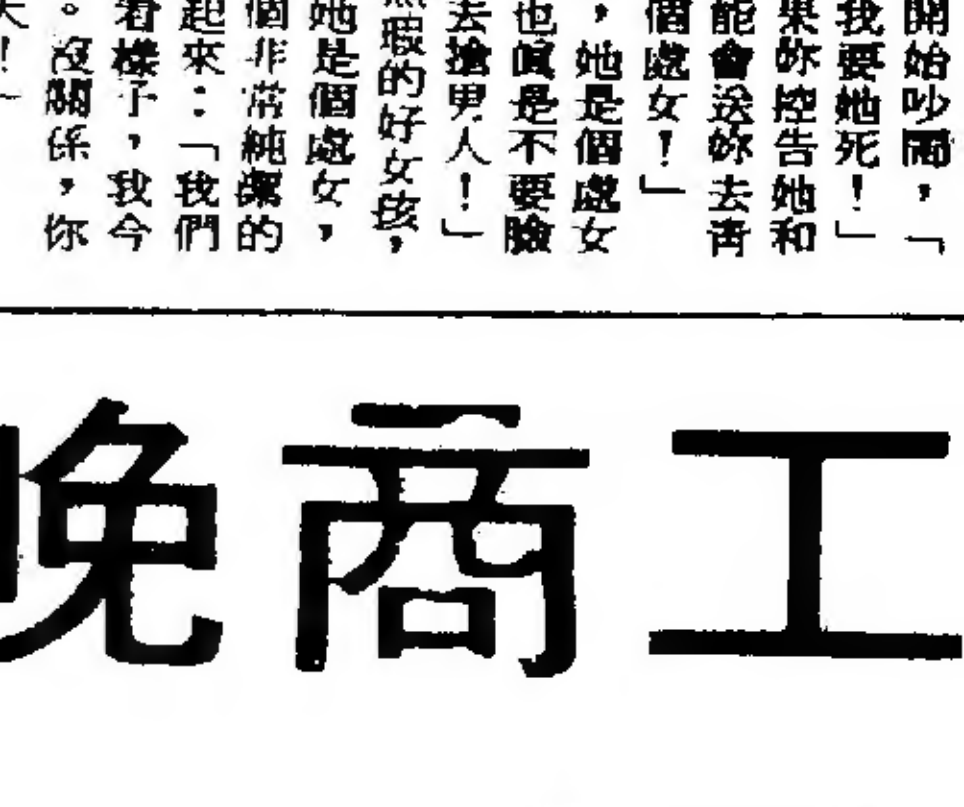 開始吵鬧，「
我要她死！」
果妳控告她和
能會送妳去靑
個處女！」
，她是個處女
也眞是不要臉
去搶男人！」
無瑕的好女孩，
她是個處女，
個非常純潔的
起來：「我們
看樣子，我今
。沒關係，你
天！」
工商晚